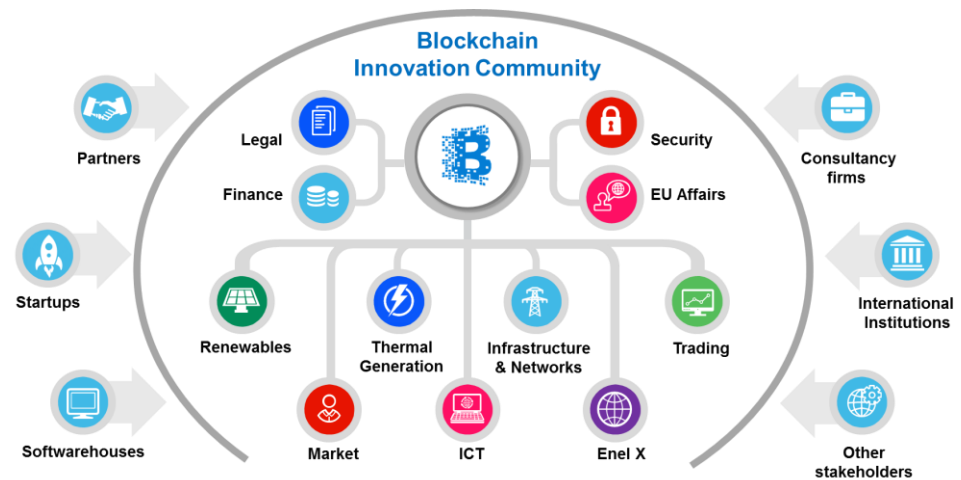 Blockchain
Innovation Community
Partners
Legal
Security
Consultancy
firms
Finance
EU Affairs
Startups
Renewables
Thermal
Generation
Infrastructure
& Networks
Trading
International
Institutions
Softwarehouses
Market
ICT
Enel X
Other
stakeholders